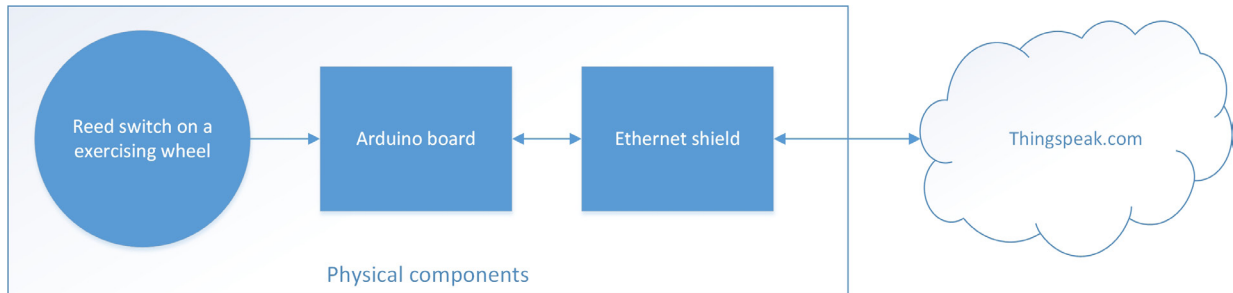 Reed switch on a
exercising wheel
Arduino board
Ethernet shield
Thingspeak.com
Physical components